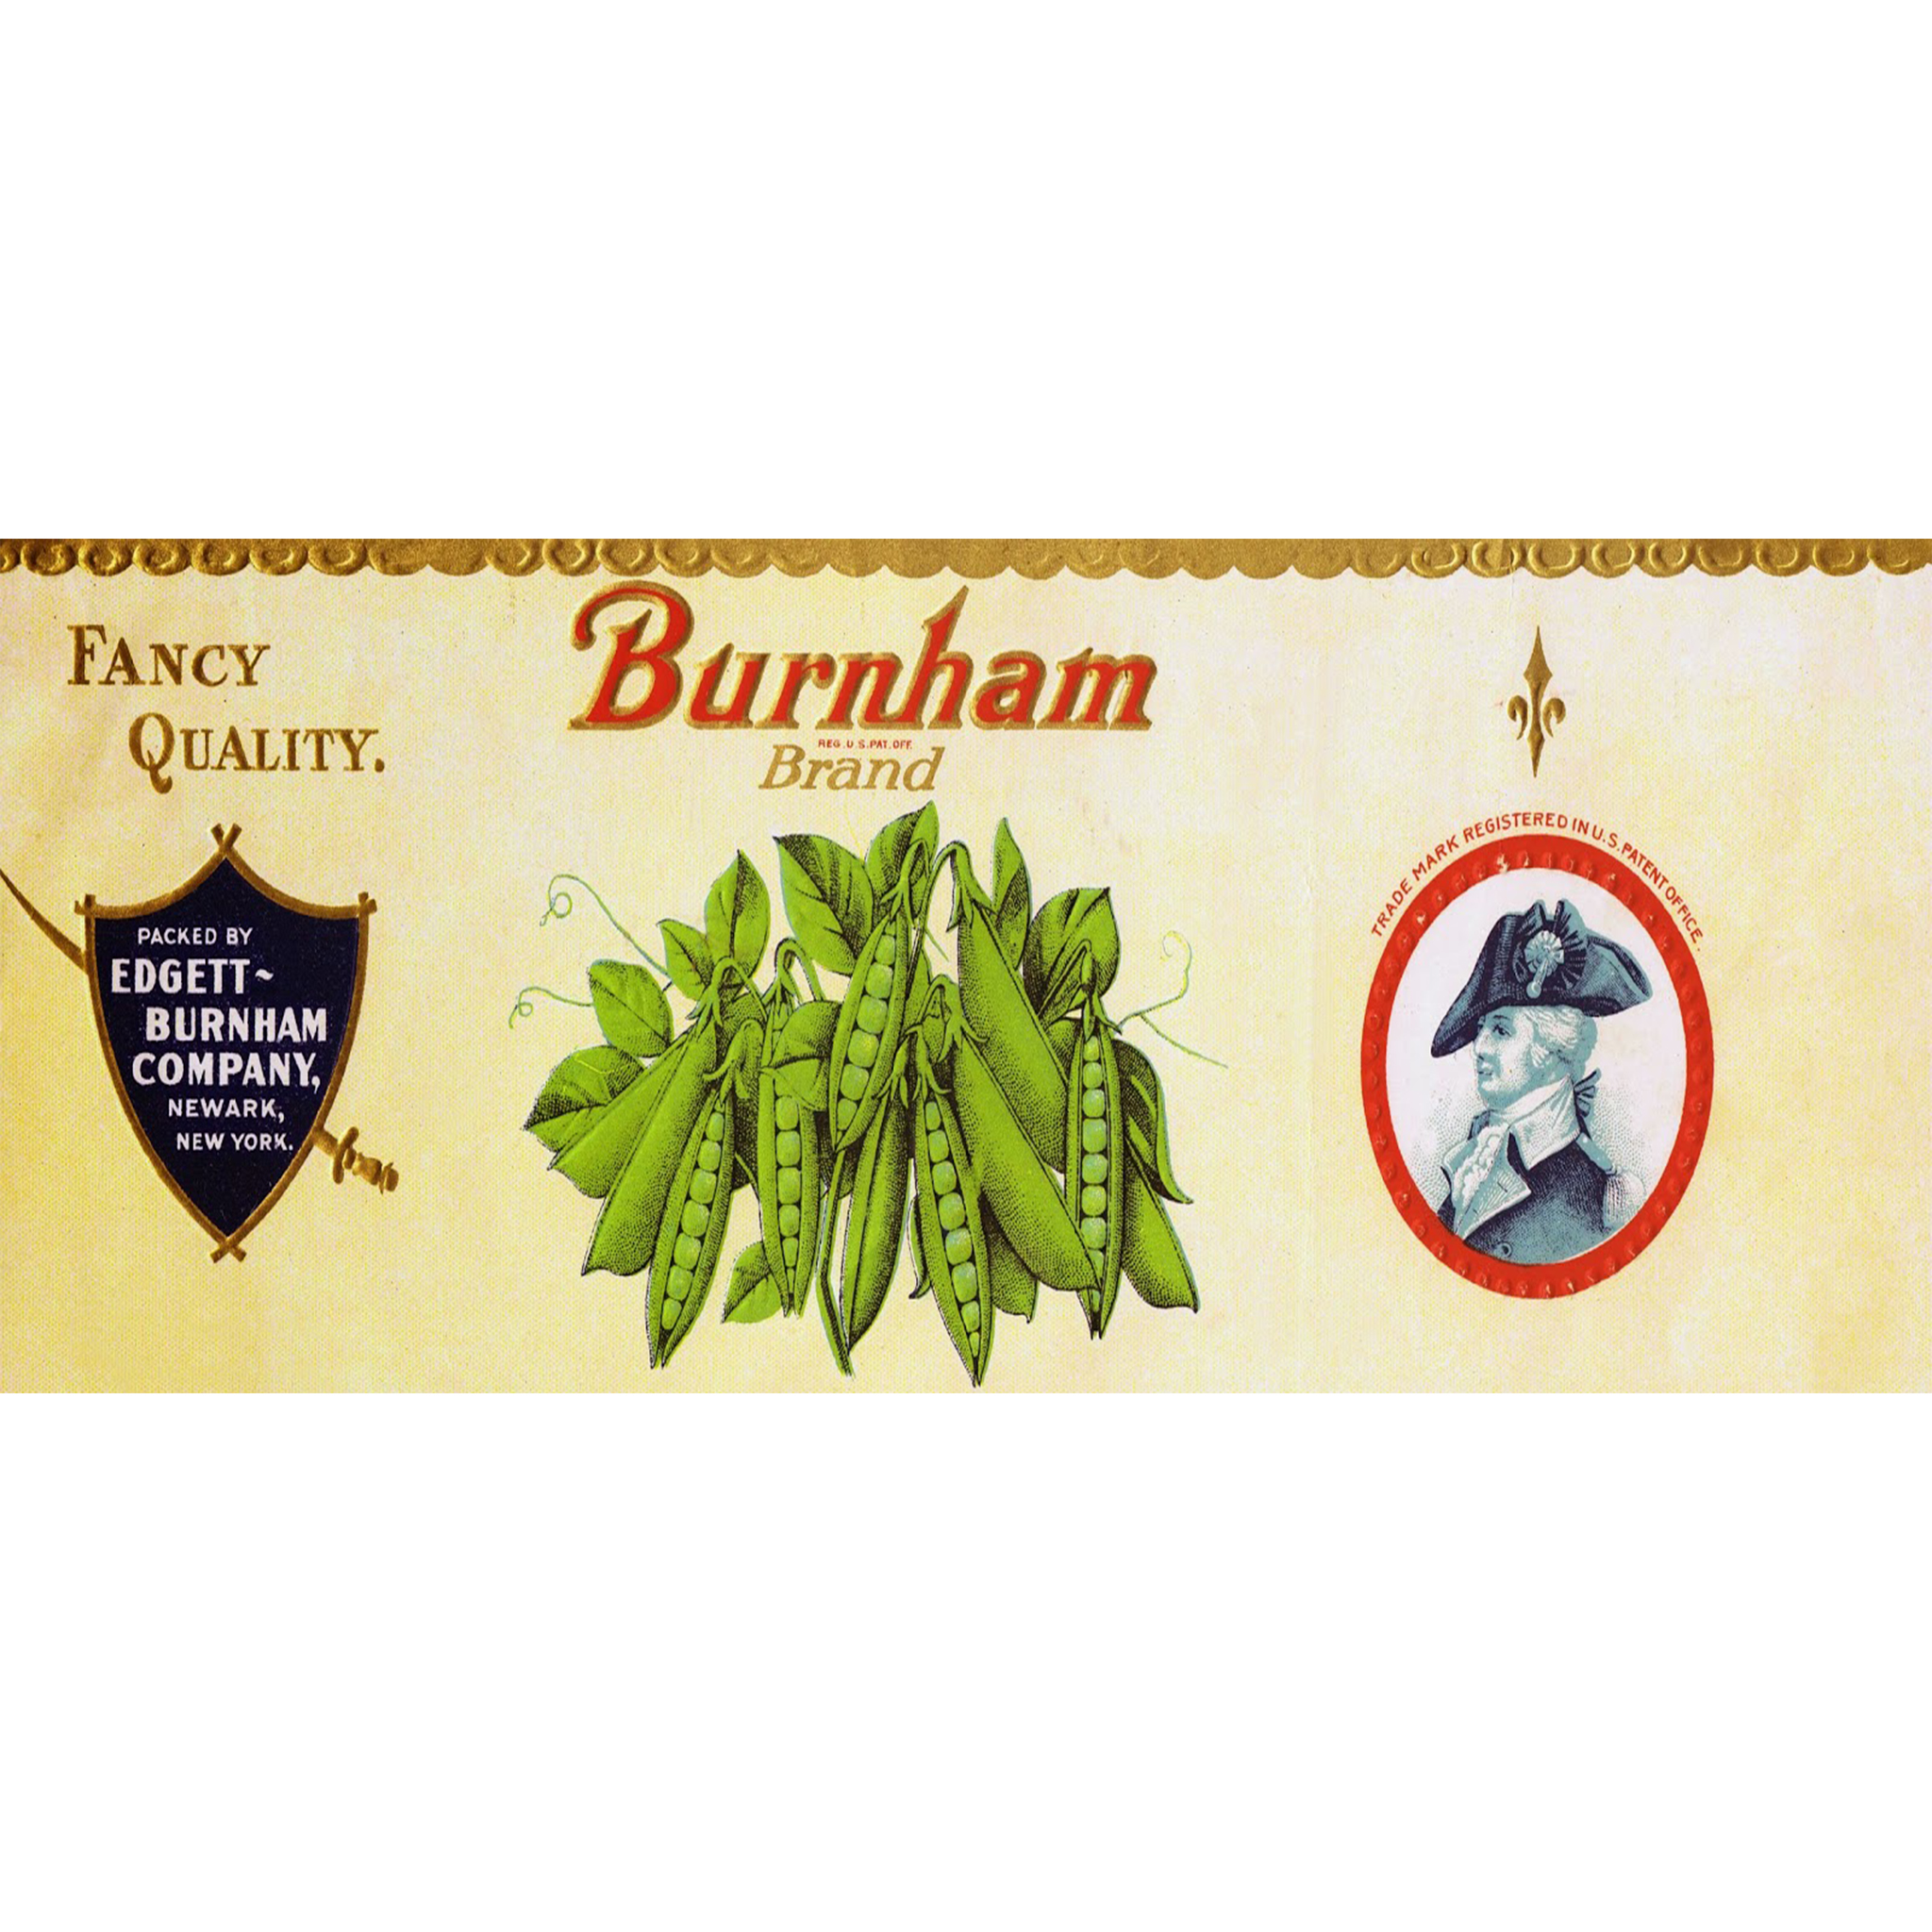 FANCY
QUALITY.
PACKED BY
EDGETT~
BURNHAM
COMPANY,
NEWARK,
NEW YORK.
Burnham
REG. U.S. PAT. OFF.
Brand
TRADE MARK REGISTERED IN U.S. PATENT OFFICE.